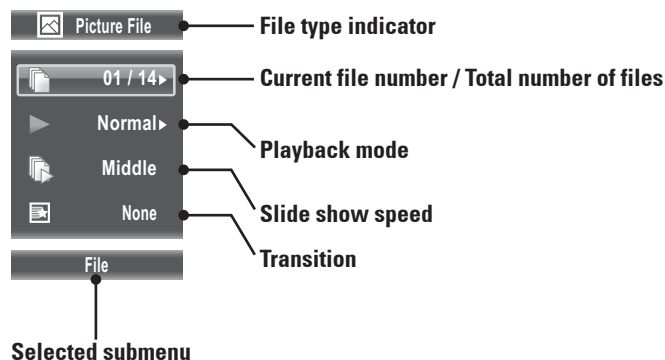 Picture File
File type indicator
01 / 14
Current file number / Total number of files
Normal
Playback mode
Middle
Slide show speed
None
Transition
File
Selected submenu